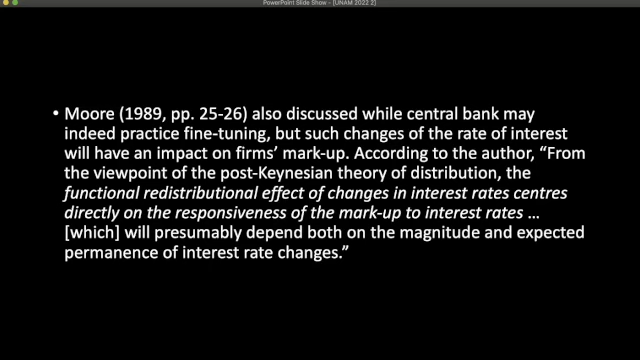 PowerPoint Slide Show - [UNAM 2022 2]
• Moore (1989, pp. 25-26) also discussed while central bank may
indeed practice fine-tuning, but such changes of the rate of interest
will have an impact on firms’ mark-up. According to the author, “From
the viewpoint of the post-Keynesian theory of distribution, the
functional redistributional effect of changes in interest rates centres
directly on the responsiveness of the mark-up to interest rates …
[which] will presumably depend both on the magnitude and expected
permanence of interest rate changes.”